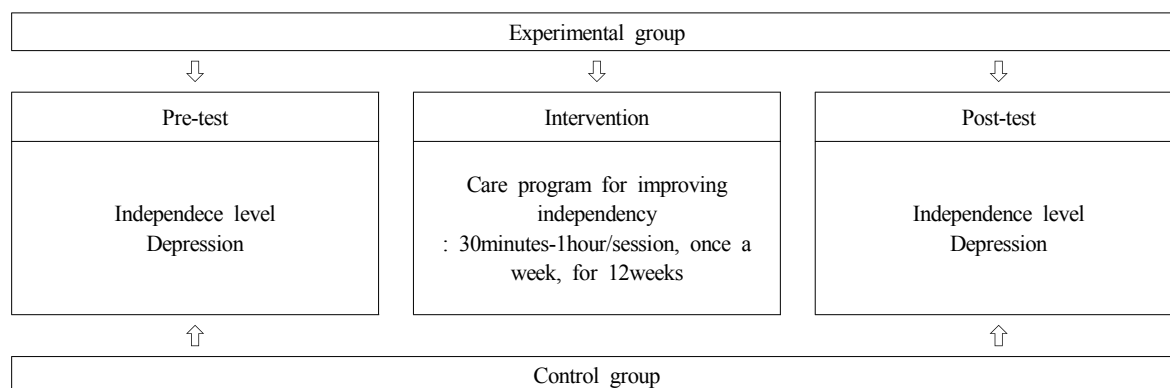 Experimental group
Pre-test
Intervention
Post-test
Independece level
Depression
Care program for improving
independency
: 30minutes-1hour/session, once a
week, for 12weeks
Independence level
Depression
Control group